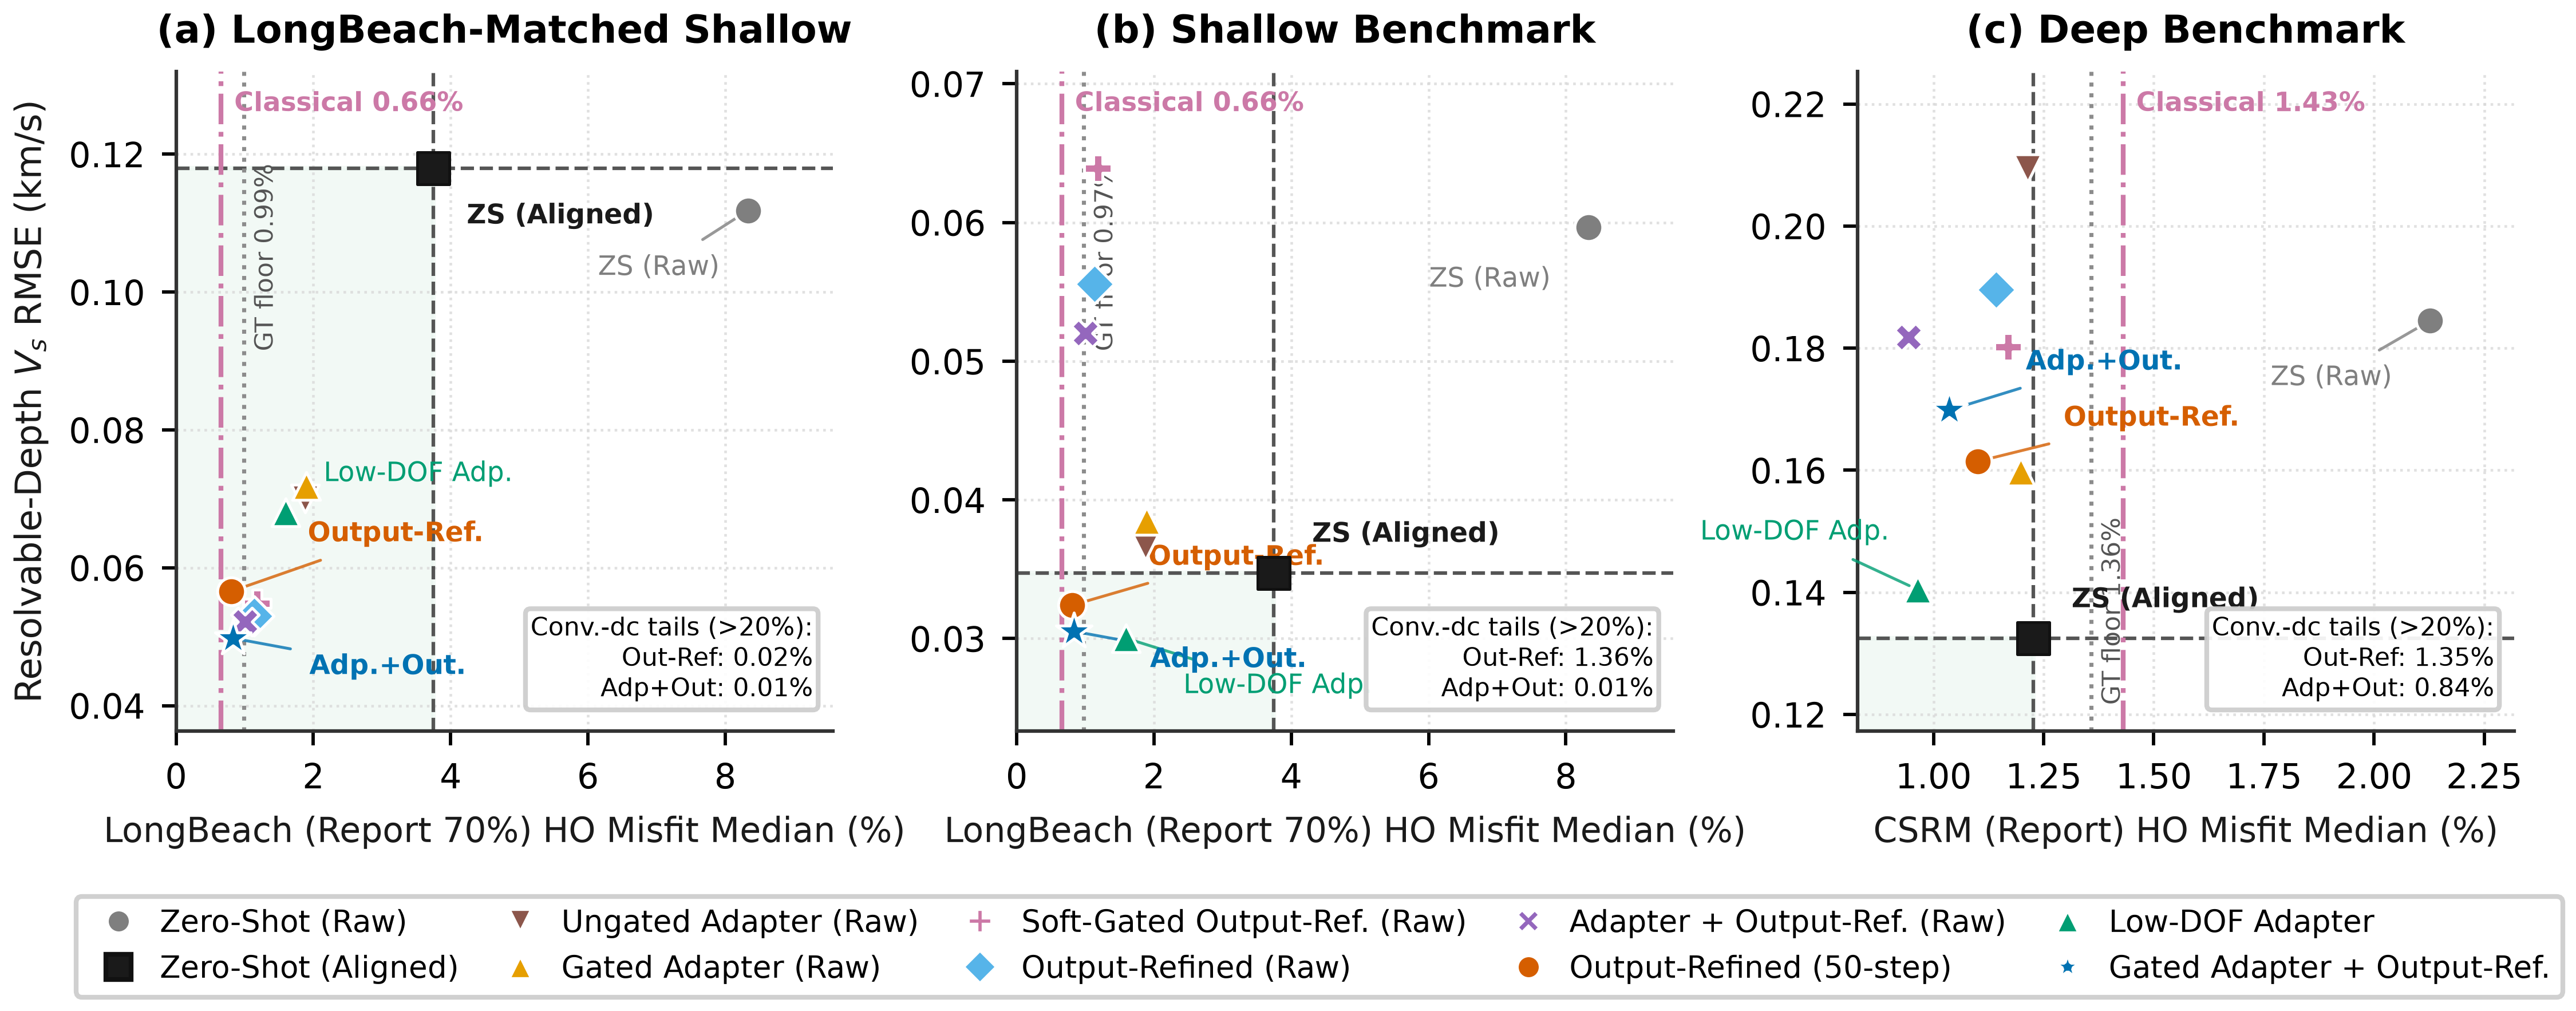 (a) LongBeach-Matched Shallow
(b) Shallow Benchmark
(c) Deep Benchmark
Resolvable-Depth Vs RMSE (km/s)
0.12
0.10
0.08
0.06
0.04
Classical 0.66%
GT floor 0.99%
ZS (Aligned)
ZS (Raw)
Low-DOF Adp.
Output-Ref.
Adp.+Out.
Conv.-dc tails (>20%):
Out-Ref: 0.02%
Adp+Out: 0.01%
0 2 4 6 8
LongBeach (Report 70%) HO Misfit Median (%)
0.07
0.06
0.05
0.04
0.03
Classical 0.66%
GT floor 0.97%
ZS (Raw)
ZS (Aligned)
Output-Ref.
Adp.+Out.
Low-DOF Adp
Conv.-dc tails (>20%):
Out-Ref: 1.36%
Adp+Out: 0.01%
0 2 4 6 8
LongBeach (Report 70%) HO Misfit Median (%)
0.22
0.20
0.18
0.16
0.14
0.12
Classical 1.43%
Adp.+Out.
ZS (Raw)
Output-Ref.
Low-DOF Adp.
GT floor 1.36%
ZS (Aligned)
Conv.-dc tails (>20%):
Out-Ref: 1.35%
Adp+Out: 0.84%
1.00 1.25 1.50 1.75 2.00 2.25
CSRM (Report) HO Misfit Median (%)
Zero-Shot (Raw)
Zero-Shot (Aligned)
Ungated Adapter (Raw)
Gated Adapter (Raw)
Soft-Gated Output-Ref. (Raw)
Output-Refined (Raw)
Adapter + Output-Ref. (Raw)
Output-Refined (50-step)
Low-DOF Adapter
Gated Adapter + Output-Ref.